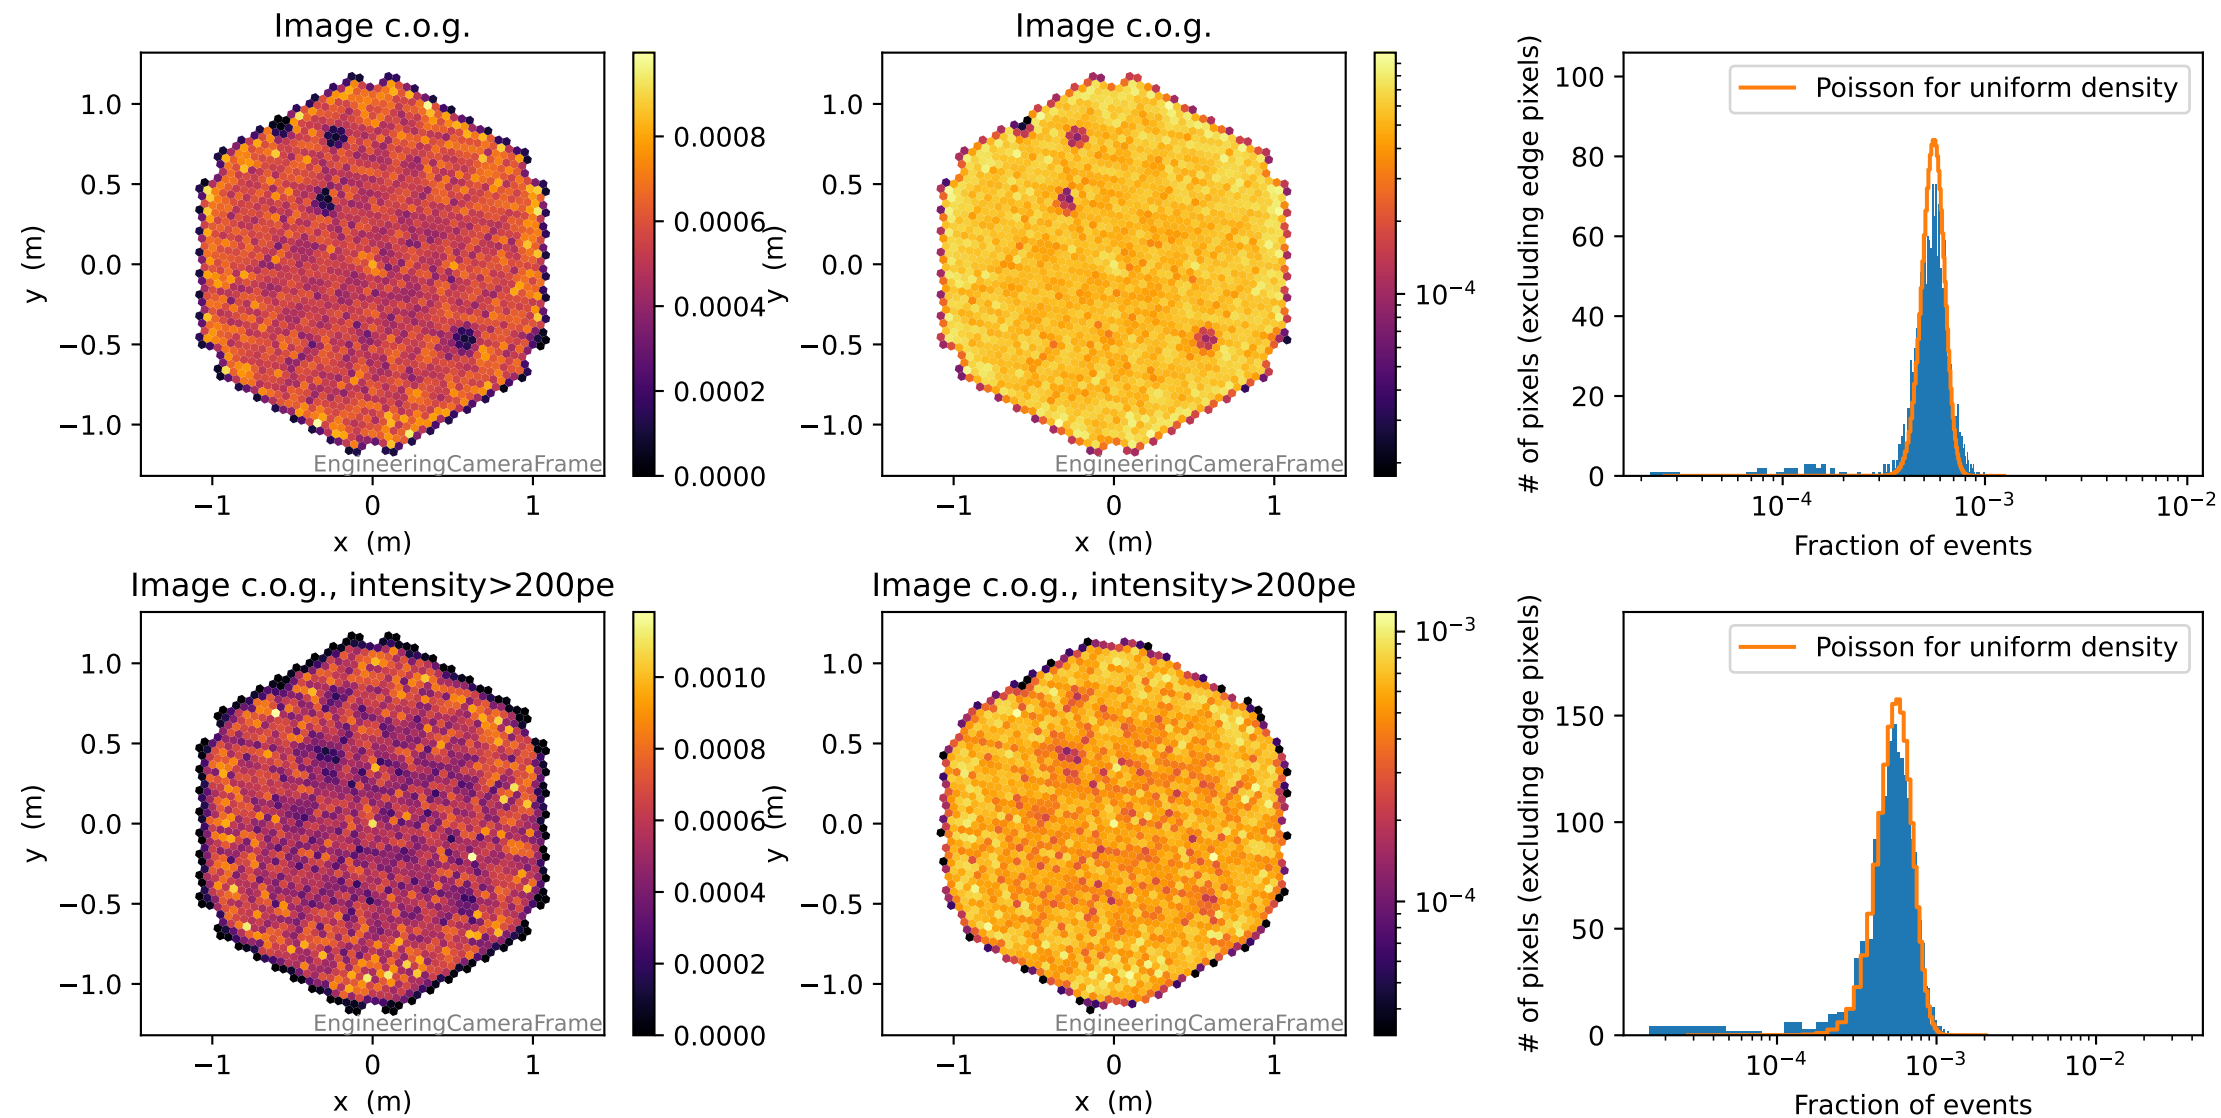 Image c.o.g.
1.0
0.5
0.0
−0.5
−1.0
y (m)
−1
0
1
x (m)
EngineeringCameraFrame
0.0008
0.0006
0.0004
0.0002
0.0000
Image c.o.g.
1.0
0.5
0.0
−0.5
−1.0
y (m)
−1
0
1
x (m)
EngineeringCameraFrame
10⁻⁴
100
80
60
40
20
0
# of pixels (excluding edge pixels)
Poisson for uniform density
10⁻⁴
10⁻³
10⁻²
Fraction of events
Image c.o.g., intensity>200pe
1.0
0.5
0.0
−0.5
−1.0
y (m)
−1
0
1
x (m)
EngineeringCameraFrame
0.0010
0.0008
0.0006
0.0004
0.0002
0.0000
Image c.o.g., intensity>200pe
1.0
0.5
0.0
−0.5
−1.0
y (m)
−1
0
1
x (m)
EngineeringCameraFrame
10⁻³
10⁻⁴
150
100
50
0
# of pixels (excluding edge pixels)
Poisson for uniform density
10⁻⁴
10⁻³
10⁻²
Fraction of events